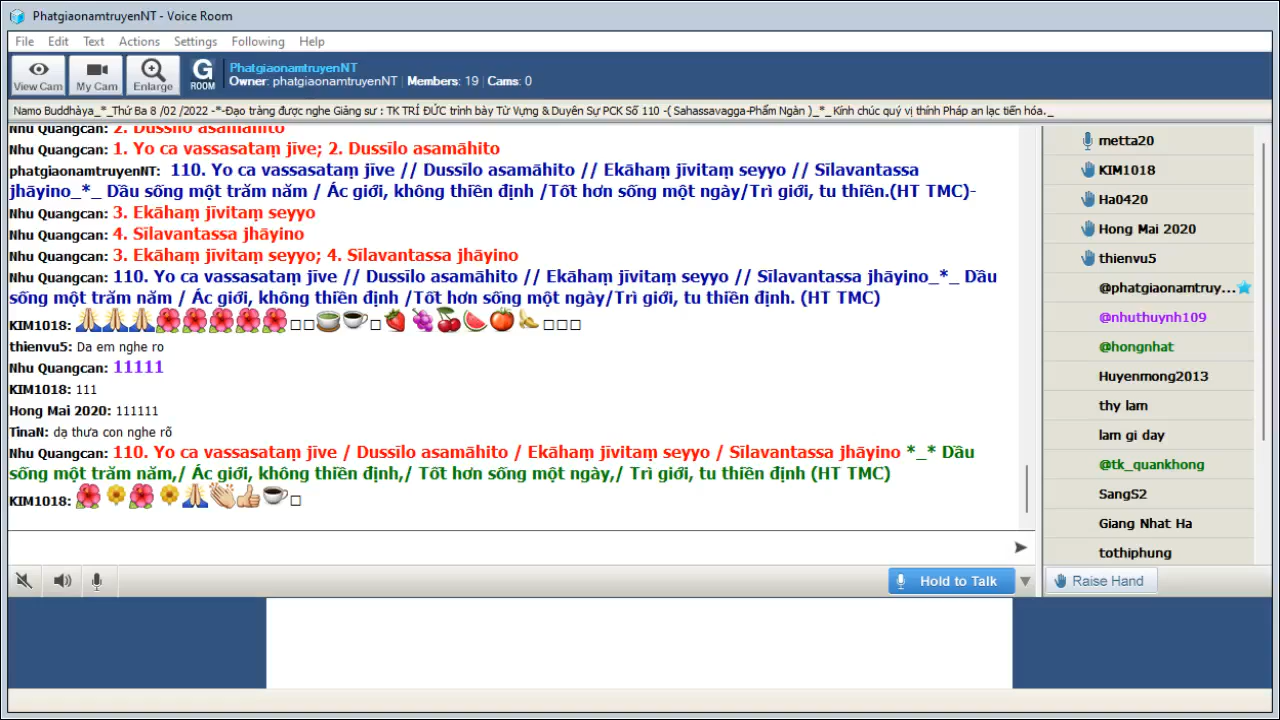 PhatgiaonamtruyenNT - Voice Room
File Edit Text Actions Settings Following Help
View Cam
My Cam
Enlarge
G ROOM
PhatgiaonamtruyenNT
Owner: phatgiaonamtruyenNT | Members: 19 | Cams: 0
Namo Buddhàya_*_Thứ Ba 8 /02 /2022 -*-Đạo tràng được nghe Giảng sư : TK TRÍ ĐỨC trình bày Từ Vựng & Duyên Sự PCK Số 110 -( Sahassavagga-Phẩm Ngàn )_*_Kính chúc quý vị thính Pháp an lạc tiến hóa._
Nhu Quangcan: 2. Dussīlo asamāhito
Nhu Quangcan: 1. Yo ca vassasataṃ jīve; 2. Dussīlo asamāhito
phatgiaonamtruyenNT: 110. Yo ca vassasataṃ jīve // Dussīlo asamāhito // Ekāhaṃ jīvitaṃ seyyo // Sīlavantassa
jhāyino_*_ Dầu sống một trăm năm / Ác giới, không thiền định /Tốt hơn sống một ngày/Trì giới, tu thiền.(HT TMC)-
Nhu Quangcan: 3. Ekāhaṃ jīvitaṃ seyyo
Nhu Quangcan: 4. Sīlavantassa jhāyino
Nhu Quangcan: 3. Ekāhaṃ jīvitaṃ seyyo; 4. Sīlavantassa jhāyino
Nhu Quangcan: 110. Yo ca vassasataṃ jīve // Dussīlo asamāhito // Ekāhaṃ jīvitaṃ seyyo // Sīlavantassa jhāyino_*_ Dầu
sống một trăm năm / Ác giới, không thiền định /Tốt hơn sống một ngày/Trì giới, tu thiền định. (HT TMC)
KIM1018:
thienvu5: Da em nghe ro
Nhu Quangcan: 11111
KIM1018: 111
Hong Mai 2020: 111111
TinaN: dạ thưa con nghe rõ
Nhu Quangcan: 110. Yo ca vassasataṃ jīve / Dussīlo asamāhito / Ekāhaṃ jīvitaṃ seyyo / Sīlavantassa jhāyino *_* Dầu
sống một trăm năm,/ Ác giới, không thiền định,/ Tốt hơn sống một ngày,/ Trì giới, tu thiền định (HT TMC)
KIM1018:
Hold to Talk
metta20
KIM1018
Ha0420
Hong Mai 2020
thienvu5
@phatgiaonamtruy...
@nhuthuynh109
@hongnhat
Huyenmong2013
thy lam
lam gi day
@tk_quankhong
SangS2
Giang Nhat Ha
tothiphung
Raise Hand